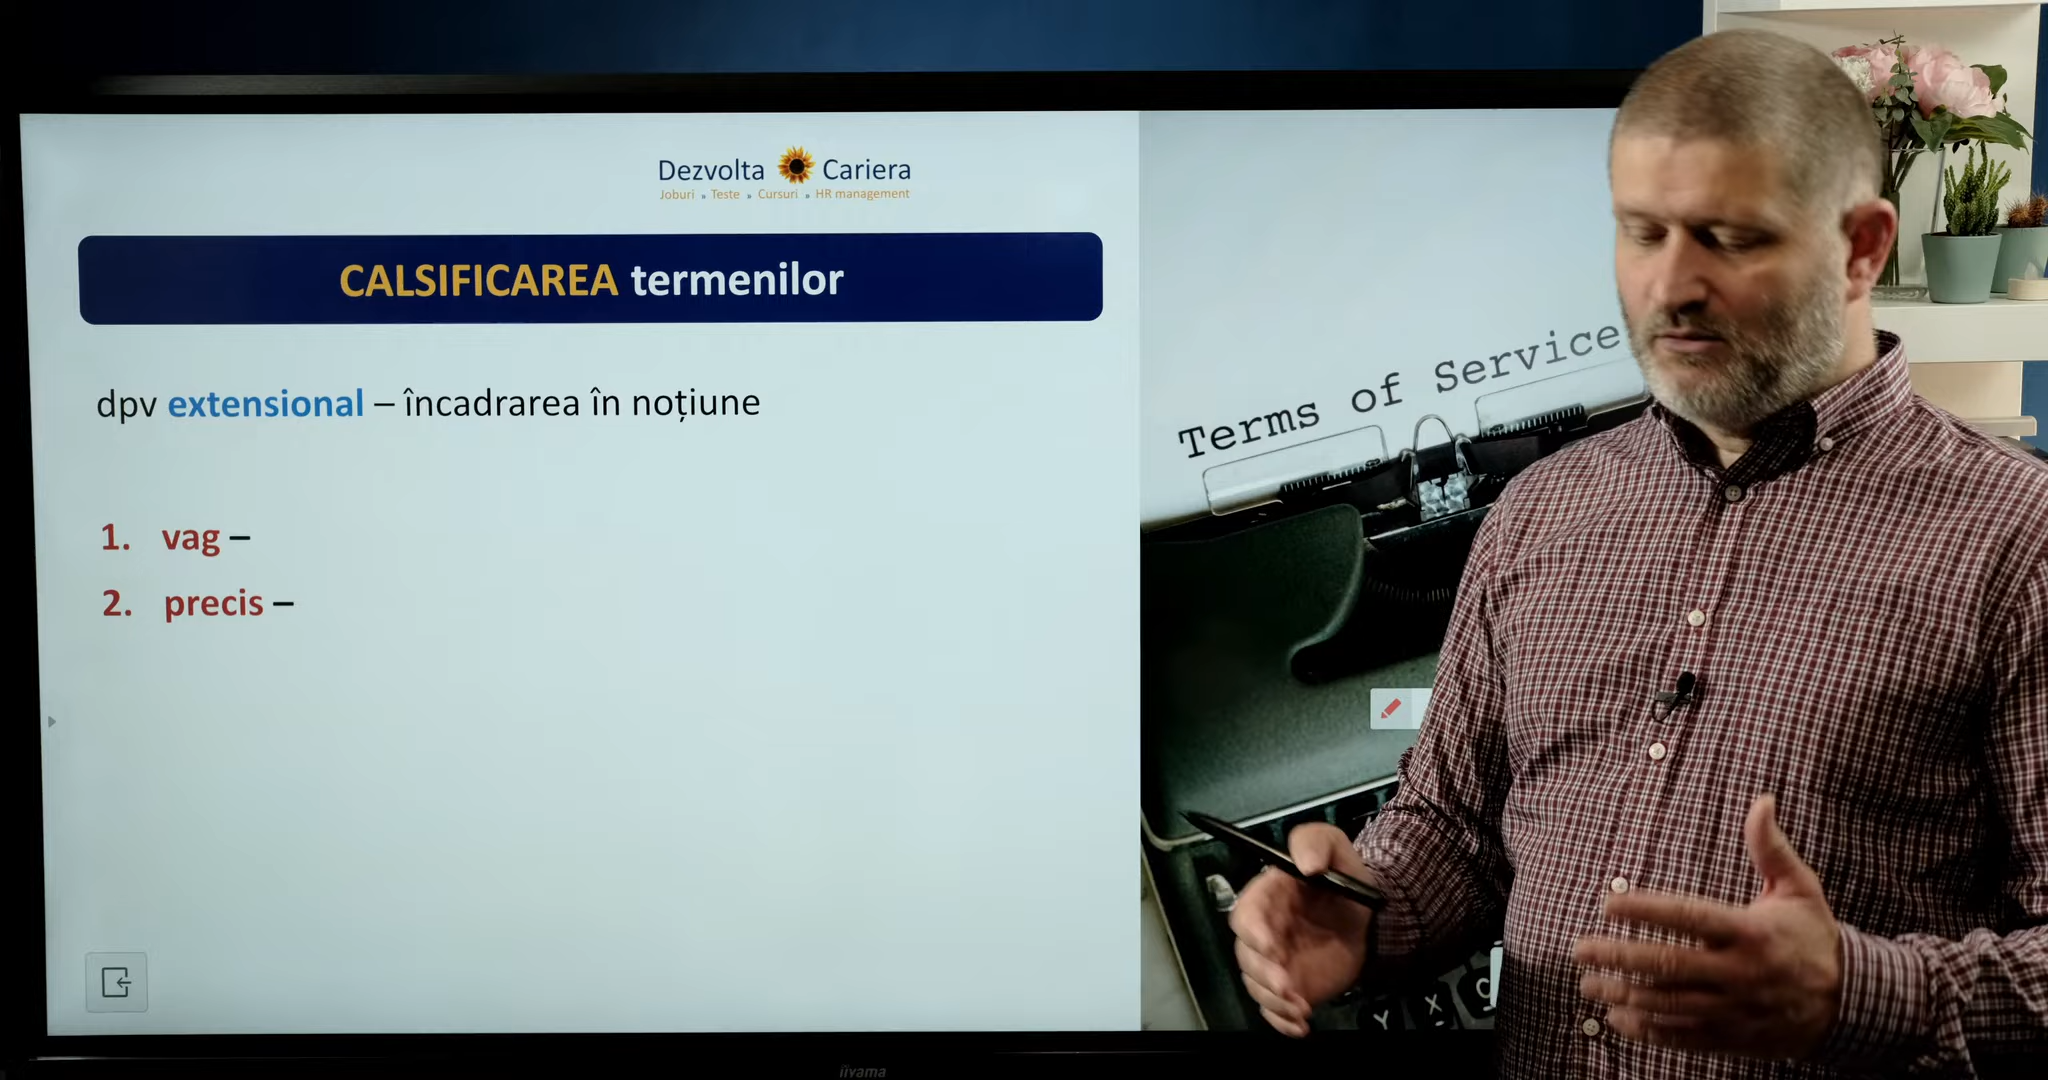 Dezvolta Cariera
Joburi » Teste » Cursuri » HR management
CALSIFICAREA termenilor
dpv extensional – încadrarea în noțiune
1. vag –
2. precis –
Terms of Service
Y X C
iiyama